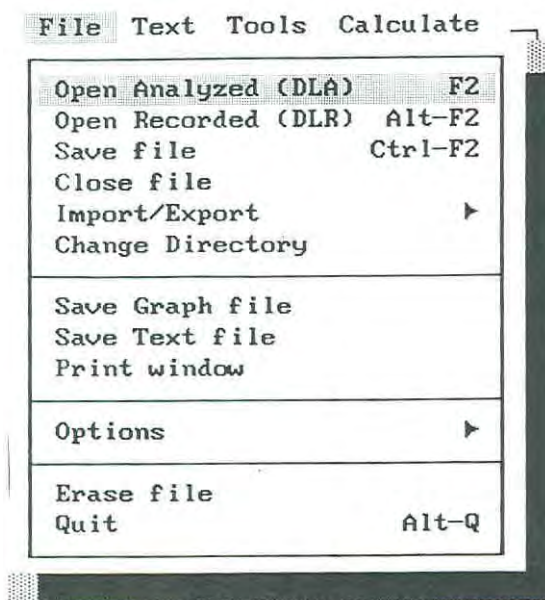 File Text Tools Calculate
Open Analyzed (DLA) F2
Open Recorded (DLR) Alt-F2
Save file Ctrl-F2
Close file
Import/Export
Change Directory
Save Graph file
Save Text file
Print window
Options
Erase file
Quit Alt-Q